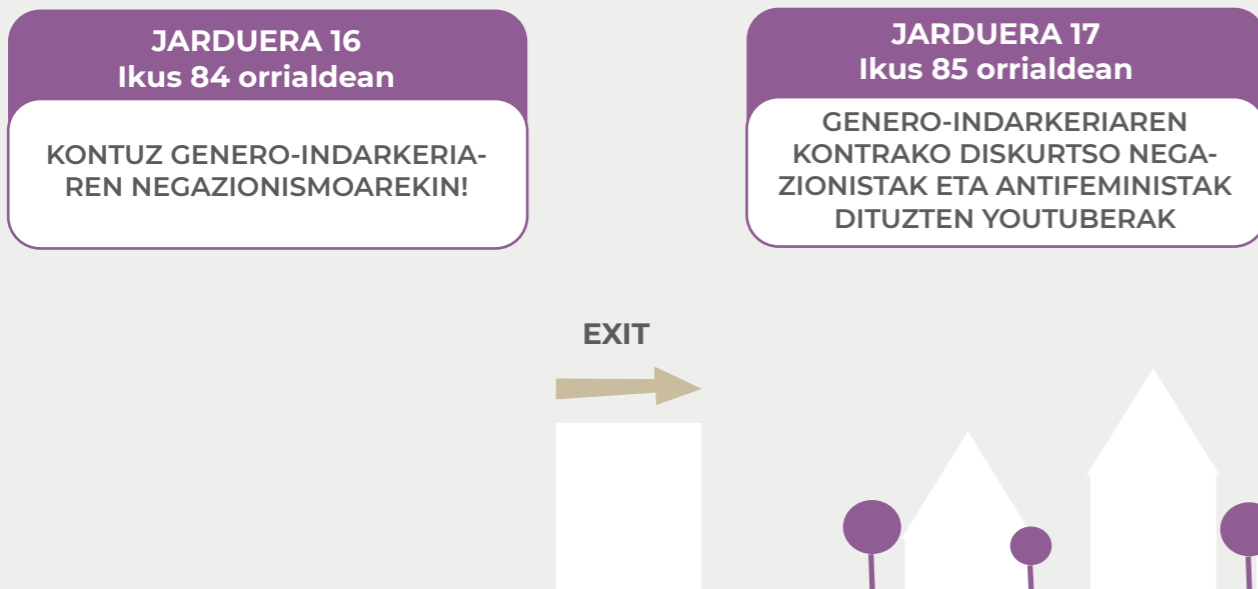 JARDUERA 16
Ikus 84 orrialdean
KONTUZ GENERO-INDARKERIA-
REN NEGAZIONISMOAREKIN!
JARDUERA 17
Ikus 85 orrialdean
GENERO-INDARKERIAREN
KONTRAKO DISKURTSO NEGA-
ZIONISTAK ETA ANTIFEMINISTAK
DITUZTEN YOUTUBERAK
EXIT